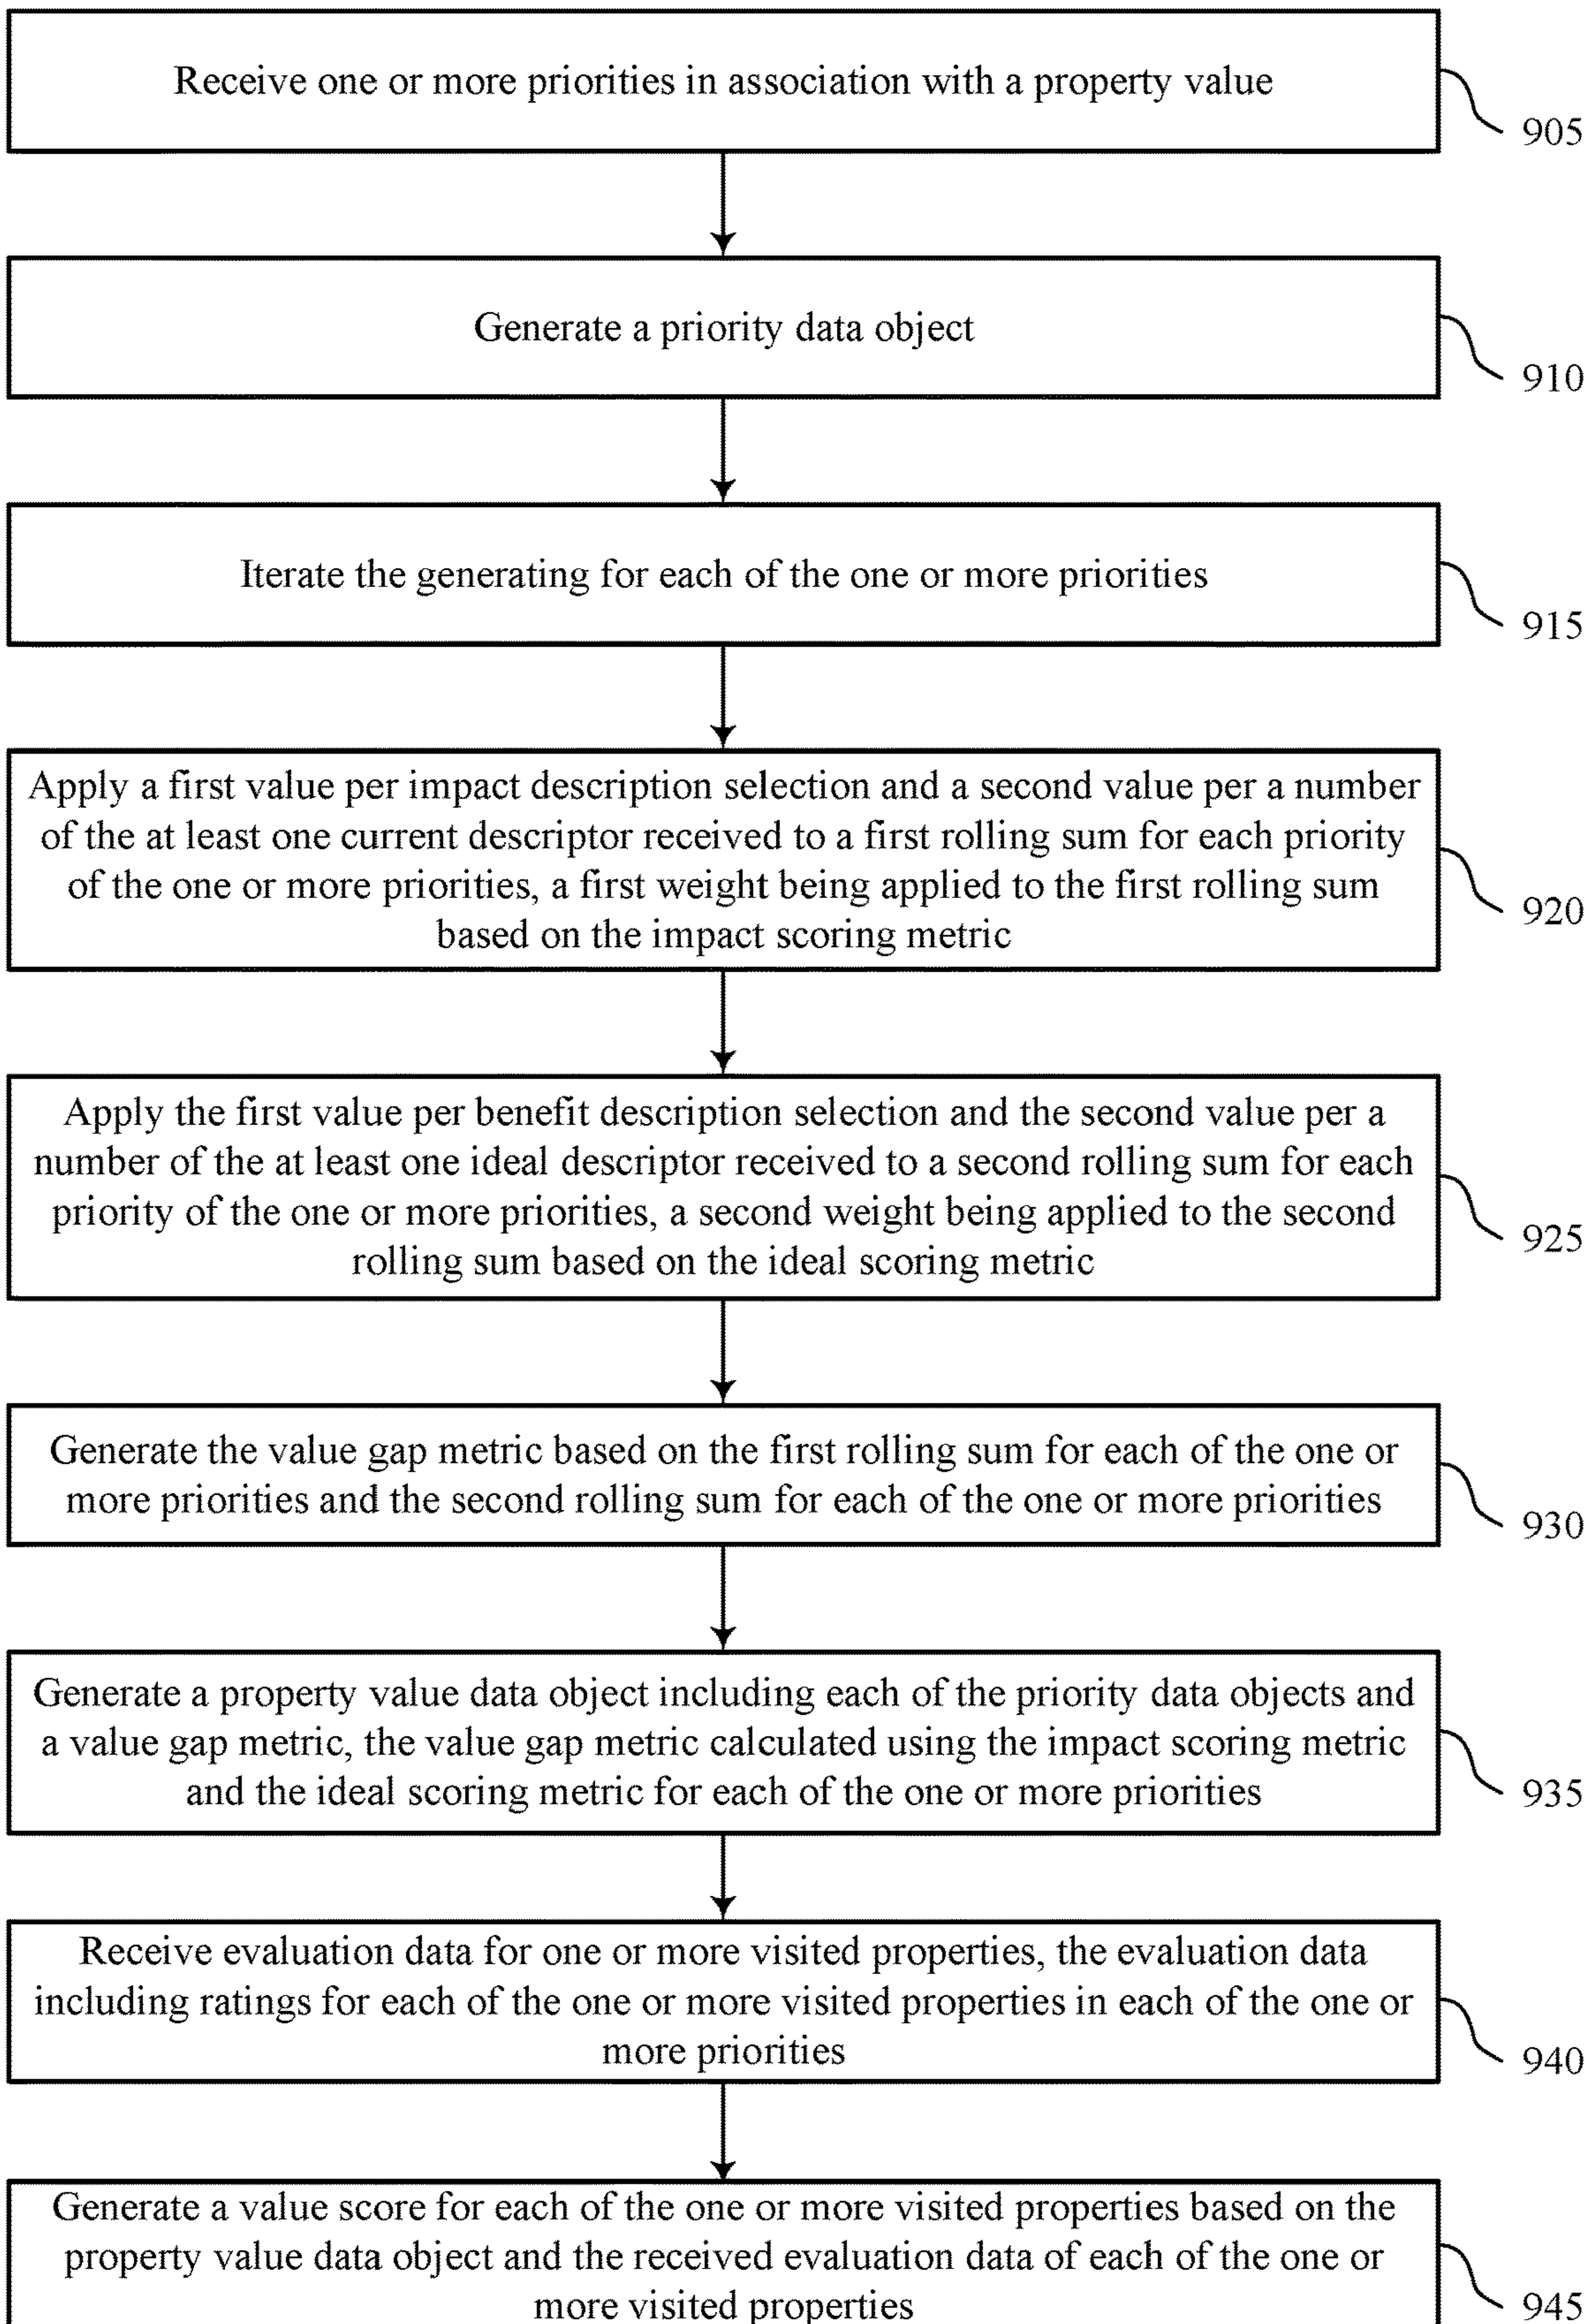 Receive one or more priorities in association with a property value
905
Generate a priority data object
910
Iterate the generating for each of the one or more priorities
915
Apply a first value per impact description selection and a second value per a number
of the at least one current descriptor received to a first rolling sum for each priority
of the one or more priorities, a first weight being applied to the first rolling sum
based on the impact scoring metric
920
Apply the first value per benefit description selection and the second value per a
number of the at least one ideal descriptor received to a second rolling sum for each
priority of the one or more priorities, a second weight being applied to the second
rolling sum based on the ideal scoring metric
925
Generate the value gap metric based on the first rolling sum for each of the one or
more priorities and the second rolling sum for each of the one or more priorities
930
Generate a property value data object including each of the priority data objects and
a value gap metric, the value gap metric calculated using the impact scoring metric
and the ideal scoring metric for each of the one or more priorities
935
Receive evaluation data for one or more visited properties, the evaluation data
including ratings for each of the one or more visited properties in each of the one or
more priorities
940
Generate a value score for each of the one or more visited properties based on the
property value data object and the received evaluation data of each of the one or
more visited properties
945